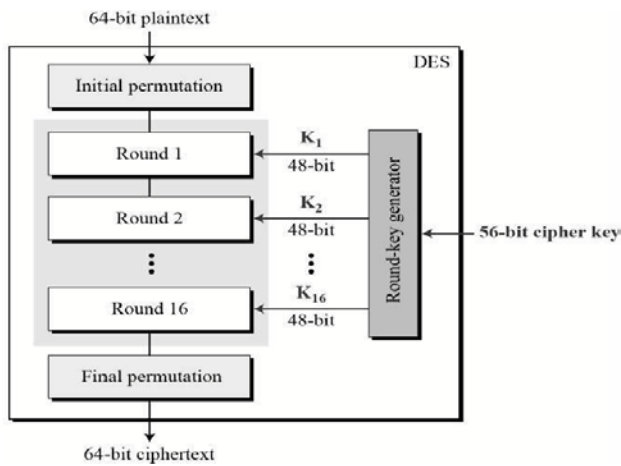 64-bit plaintext
DES
Initial permutation
Round 1
K1
48-bit
Round 2
K2
48-bit
Round-key generator
56-bit cipher key
Round 16
K16
48-bit
Final permutation
64-bit ciphertext